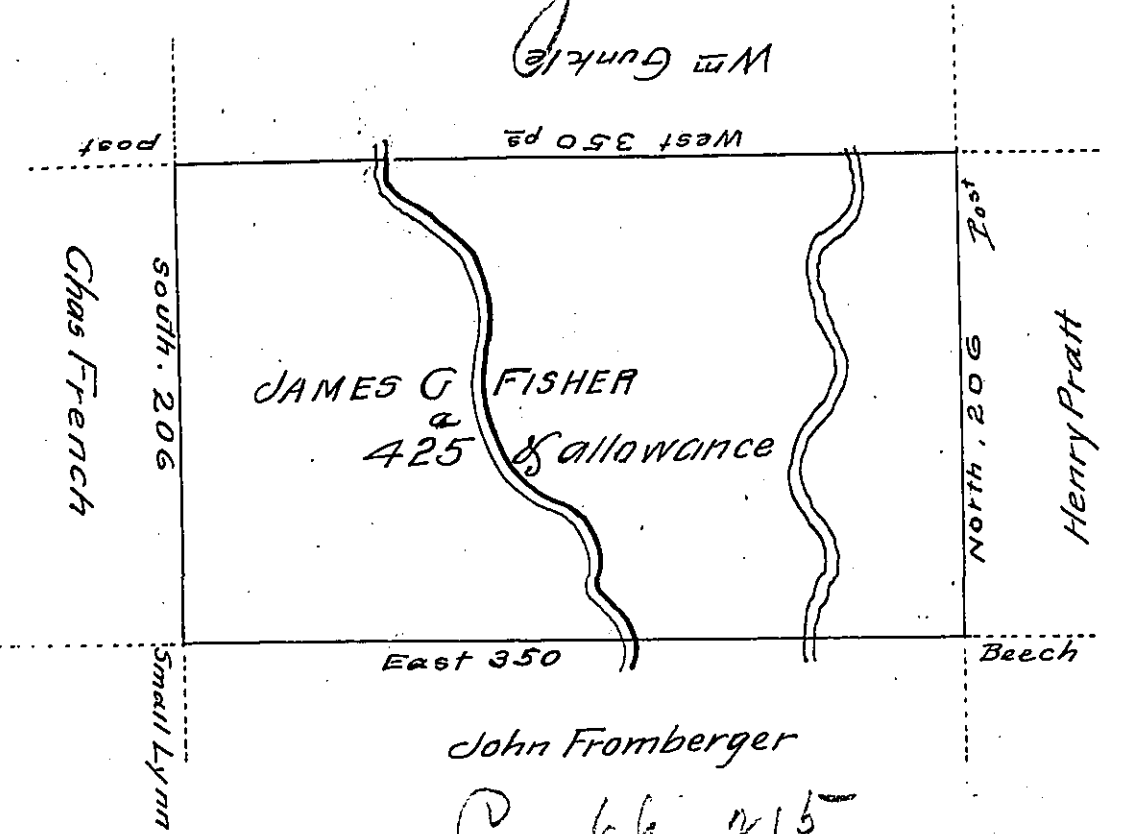 Wm Gunkle
West 350 ps
post
Post
Chas French
South. 206
JAMES G FISHER
a
425 & allowance
North. 206
Henry Pratt
East 350
Beech
Small Lynn
John Fromberger